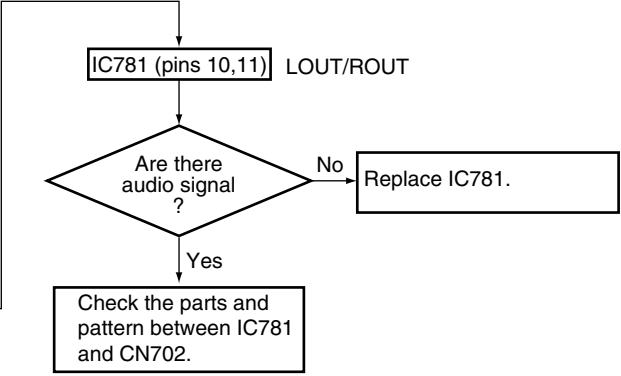 IC781 (pins 10,11) LOUT/ROUT
Are there
audio signal
?
No
Replace IC781.
Yes
Check the parts and
pattern between IC781
and CN702.